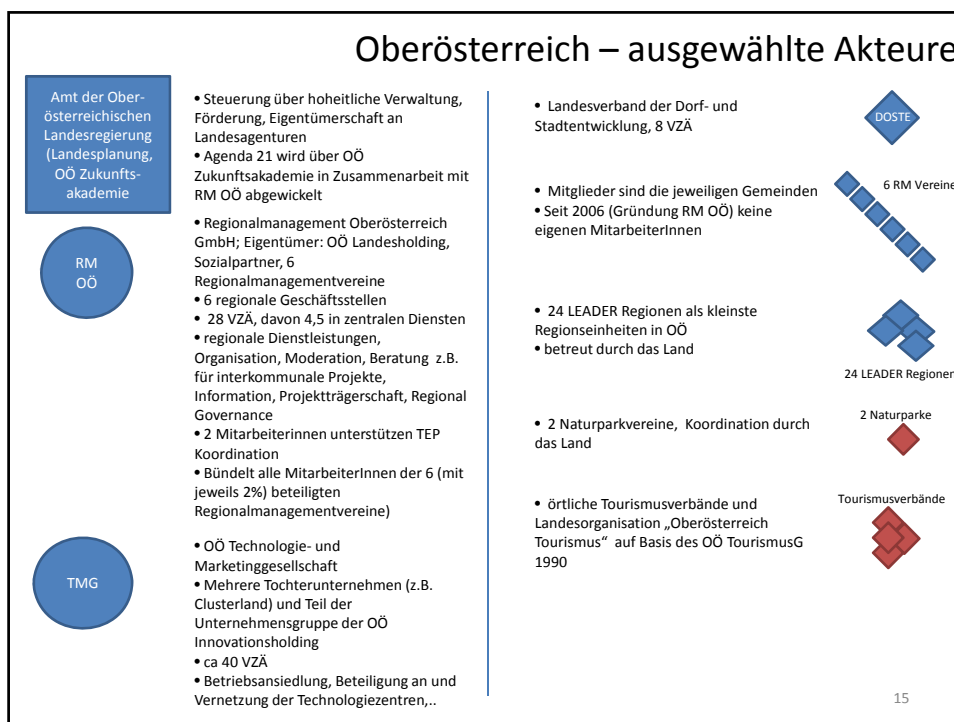 Oberösterreich – ausgewählte Akteure
Amt der Ober-
österreichischen
Landesregierung
(Landesplanung,
OÖ Zukunfts-
akademie
• Steuerung über hoheitliche Verwaltung,
Förderung, Eigentümerschaft an
Landesagenturen
• Agenda 21 wird über OÖ
Zukunftsakademie in Zusammenarbeit mit
RM OÖ abgewickelt
RM
OÖ
• Regionalmanagement Oberösterreich
GmbH; Eigentümer: OÖ Landesholding,
Sozialpartner, 6
Regionalmanagementvereine
• 6 regionale Geschäftsstellen
• 28 VZÄ, davon 4,5 in zentralen Diensten
• regionale Dienstleistungen,
Organisation, Moderation, Beratung z.B.
für interkommunale Projekte,
Information, Projektträgerschaft, Regional
Governance
• 2 Mitarbeiterinnen unterstützen TEP
Koordination
• Bündelt alle MitarbeiterInnen der 6 (mit
jeweils 2%) beteiligten
Regionalmanagementvereine)
TMG
• OÖ Technologie- und
Marketinggesellschaft
• Mehrere Tochterunternehmen (z.B.
Clusterland) und Teil der
Unternehmensgruppe der OÖ
Innovationsholding
• ca 40 VZÄ
• Betriebsansiedlung, Beteiligung an und
Vernetzung der Technologiezentren,..
• Landesverband der Dorf- und
Stadtentwicklung, 8 VZÄ
DOSTE
• Mitglieder sind die jeweiligen Gemeinden
• Seit 2006 (Gründung RM OÖ) keine
eigenen MitarbeiterInnen
6 RM Vereine
• 24 LEADER Regionen als kleinste
Regionseinheiten in OÖ
• betreut durch das Land
24 LEADER Regionen
• 2 Naturparkvereine, Koordination durch
das Land
2 Naturparke
• örtliche Tourismusverbände und
Landesorganisation „Oberösterreich
Tourismus“ auf Basis des OÖ TourismusG
1990
Tourismusverbände
15